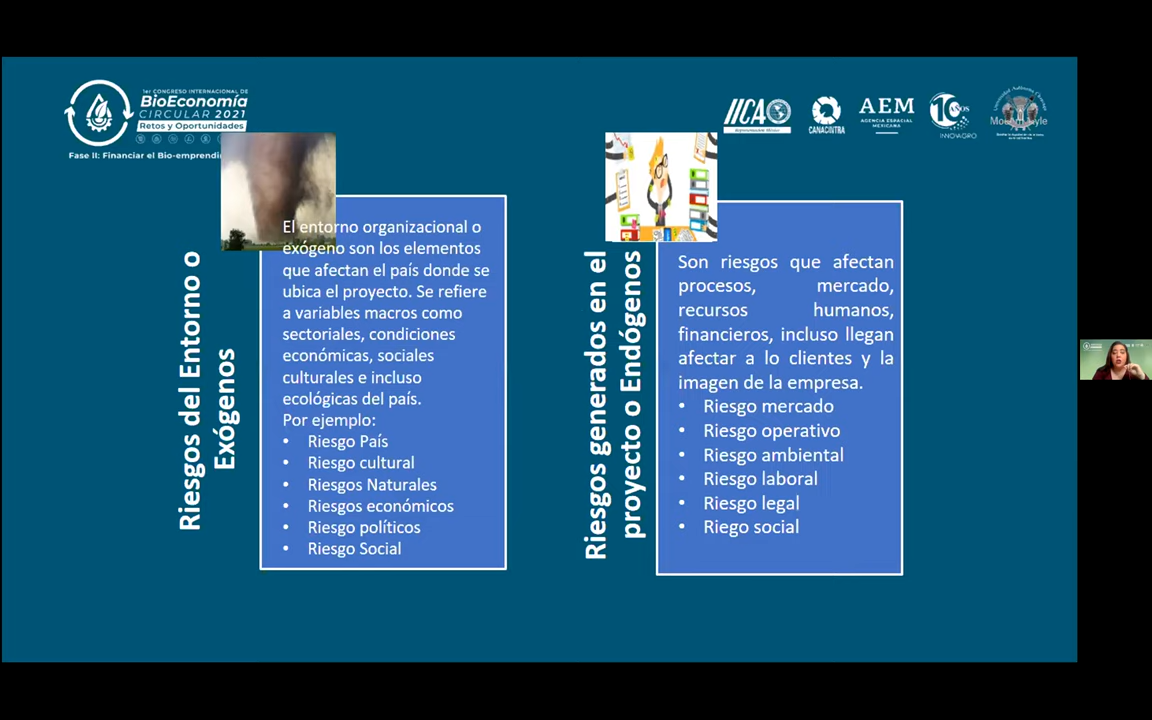 1er CONGRESO INTERNACIONAL DE
BioEconomía
CIRCULAR 2021
Retos y Oportunidades
Fase II: Financiar el Bio-emprendi
IICA
Representación México
CANACINTRA
AEM
AGENCIA ESPACIAL
MEXICANA
10 AÑOS
INNOVAGRO
Riesgos del Entorno o
Exógenos
El entorno organizacional o
exógeno son los elementos
que afectan el país donde se
ubica el proyecto. Se refiere
a variables macros como
sectoriales, condiciones
económicas, sociales
culturales e incluso
ecológicas del país.
Por ejemplo:
• Riesgo País
• Riesgo cultural
• Riesgos Naturales
• Riesgos económicos
• Riesgo políticos
• Riesgo Social
Riesgos generados en el
proyecto o Endógenos
Son riesgos que afectan
procesos, mercado,
recursos humanos,
financieros, incluso llegan
afectar a lo clientes y la
imagen de la empresa.
• Riesgo mercado
• Riesgo operativo
• Riesgo ambiental
• Riesgo laboral
• Riesgo legal
• Riego social